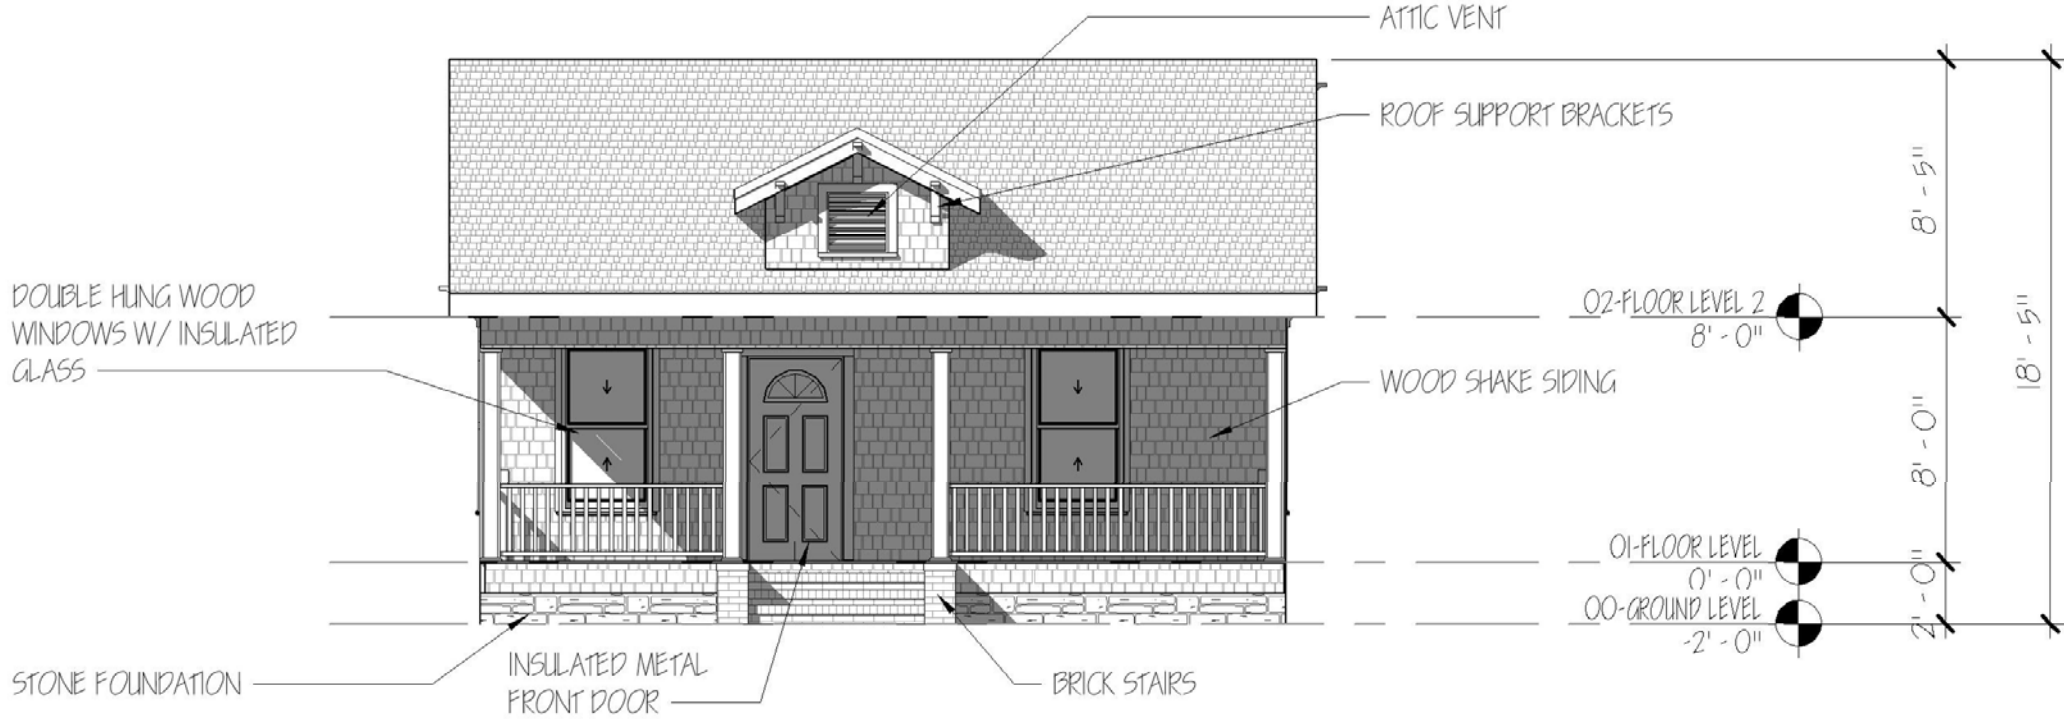 ATTIC VENT
ROOF SUPPORT BRACKETS
8' - 5"
DOUBLE HUNG WOOD
WINDOWS W/ INSULATED
GLASS
02-FLOOR LEVEL 2
8' - 0"
18' - 5"
WOOD SHAKE SIDING
8' - 0"
01-FLOOR LEVEL
0' - 0"
00-GROUND LEVEL
-2' - 0"
2' - 0"
STONE FOUNDATION
INSULATED METAL
FRONT DOOR
BRICK STAIRS